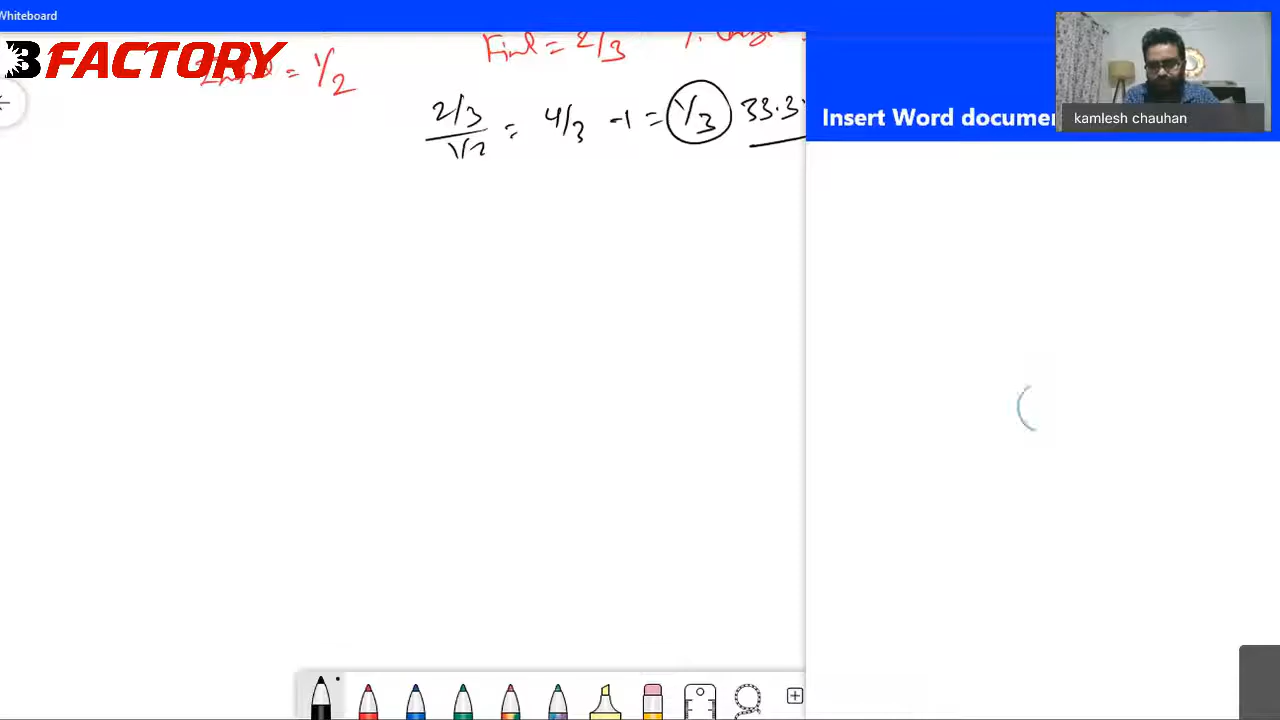 Whiteboard
3FACTORY
Final = 2/3
= 1/2
2/3 / 1/2 = 4/3 -1 = 1/3 33.3
Insert Word documen
kamlesh chauhan